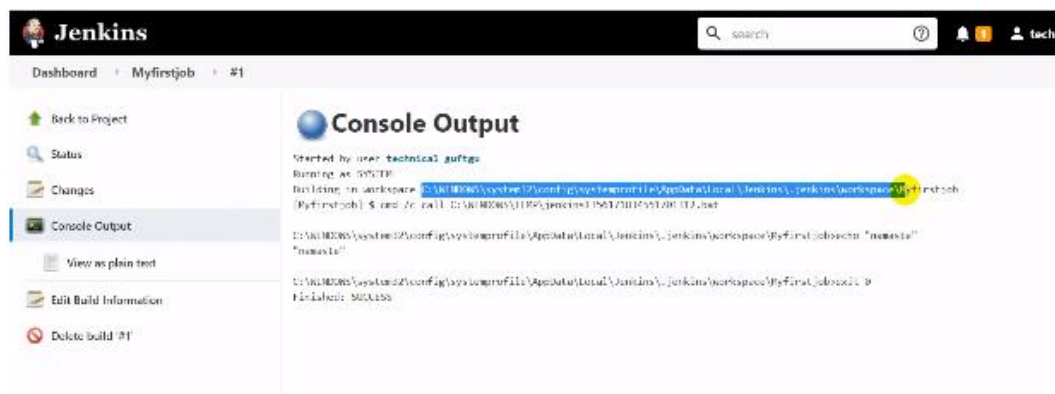 Jenkins
search
1
tech
Dashboard
Myfirstjob
#1
Back to Project
Status
Changes
Console Output
View as plain text
Edit Build Information
Delete build '#1'
Console Output
Started by user technical guftgu
Running as SYSTEM
Building in workspace C:\WINDOWS\system32\config\systemprofile\AppData\Local\Jenkins\.jenkins\workspace\Myfirstjob
[Myfirstjob] $ cmd /c call
C:\WINDOWS\system32\config\systemprofile\AppData\Local\Jenkins\.jenkins\workspace\Myfirstjob>echo "namaste"
"namaste"
C:\WINDOWS\system32\config\systemprofile\AppData\Local\Jenkins\.jenkins\workspace\Myfirstjob>exit 0
Finished: SUCCESS